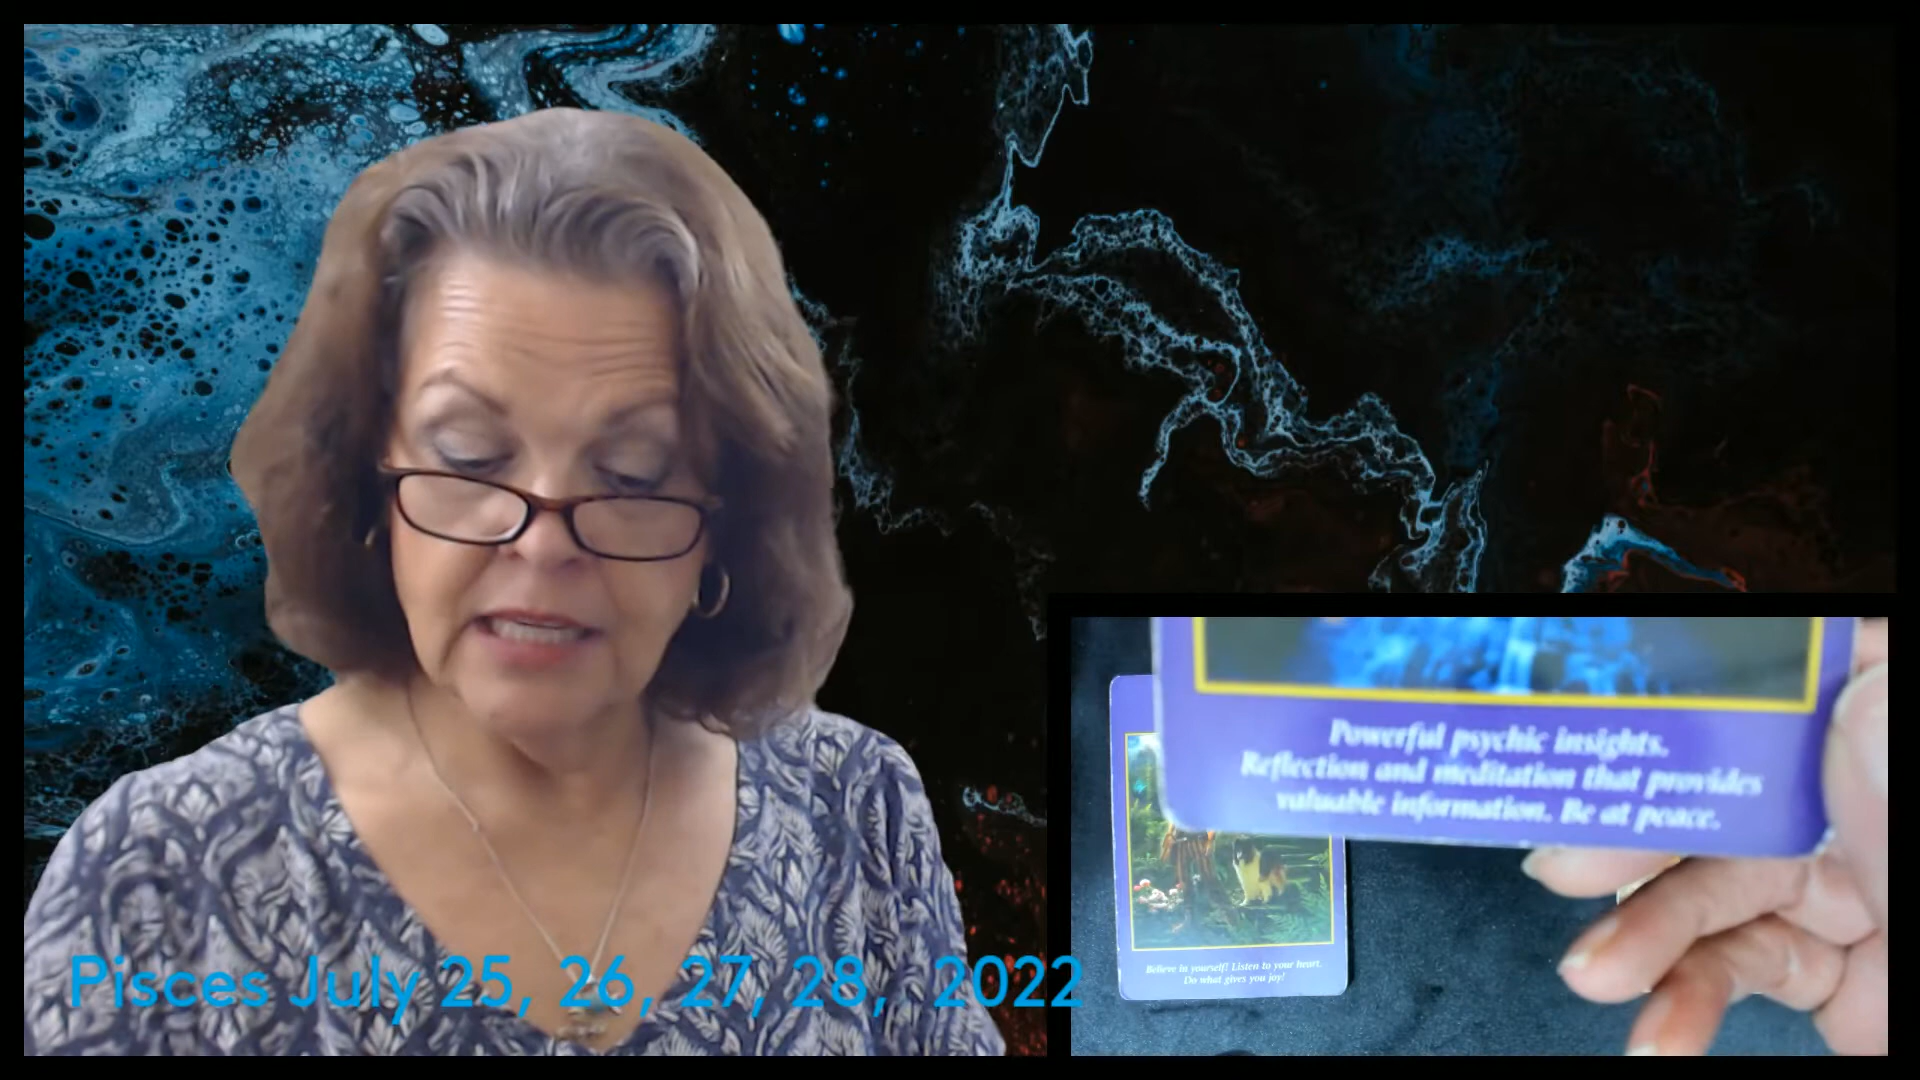 Powerful psychic insights.
Reflection and meditation that provides
valuable information. Be at peace.
Believe in yourself! Listen to your heart.
Do what gives you joy!
Pisces July 25, 26, 27, 28, 2022